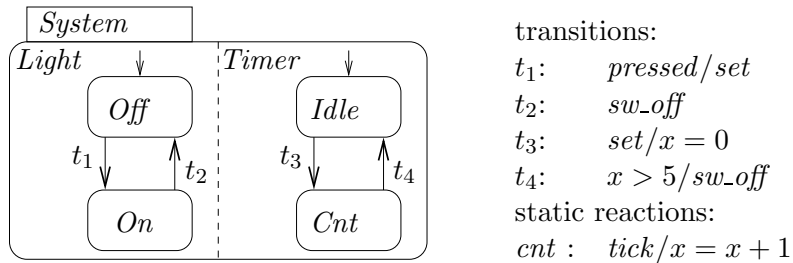 System
Light
Timer
Off
Idle
t₁
t₂
t₃
t₄
On
Cnt
transitions:
t₁: pressed/set
t₂: sw_off
t₃: set/x = 0
t₄: x > 5/sw_off
static reactions:
cnt : tick/x = x + 1